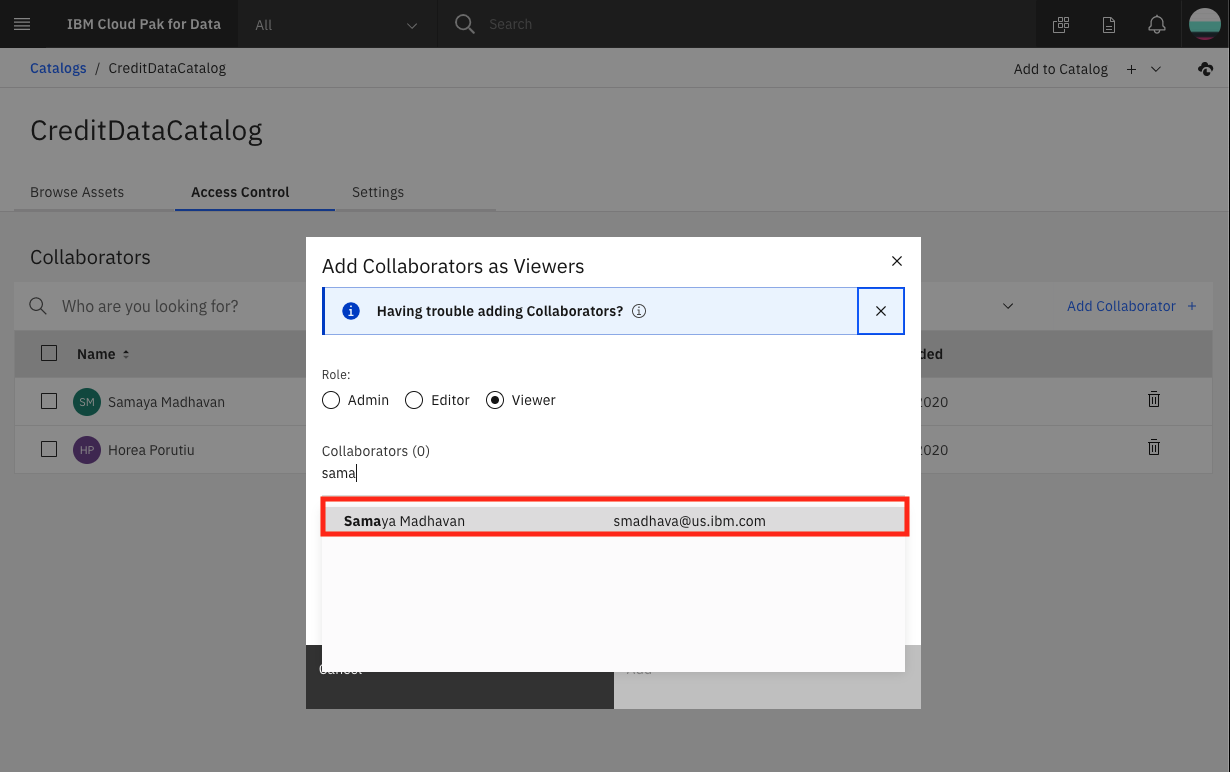 IBM Cloud Pak for Data All Search
Catalogs / CreditDataCatalog Add to Catalog +
CreditDataCatalog
Browse Assets Access Control Settings
Collaborators
Who are you looking for? Add Collaborator +
Name ded
SM Samaya Madhavan 2020
HP Horea Porutiu 2020
Add Collaborators as Viewers
Having trouble adding Collaborators?
Role:
Admin Editor Viewer
Collaborators (0)
sama
Samaya Madhavan smadhava@us.ibm.com
Cancel Add